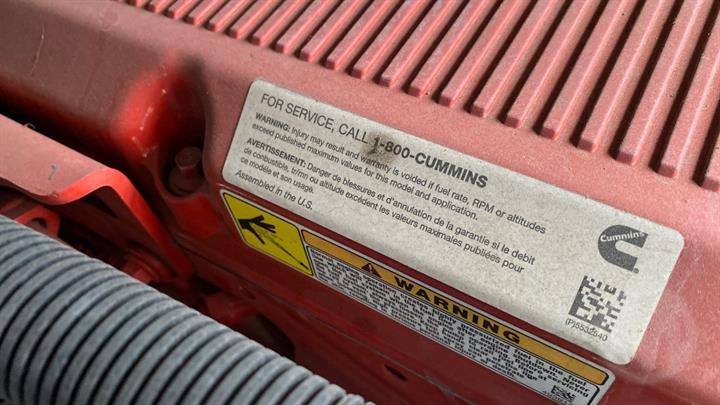 FOR SERVICE, CALL 1-800-CUMMINS
WARNING: Injury may result and warranty is voided if fuel rate, RPM or altitudes
exceed published maximum values for this model and application.
AVERTISSEMENT: Danger de blessures et d'annulation de la garantie si le debit
de combustible, tr/mn ou altitude excédent les valeurs maximales publiées pour
ce modèle et son usage.
Assembled in the U.S.
Cummins
(P)5532540
WARNING